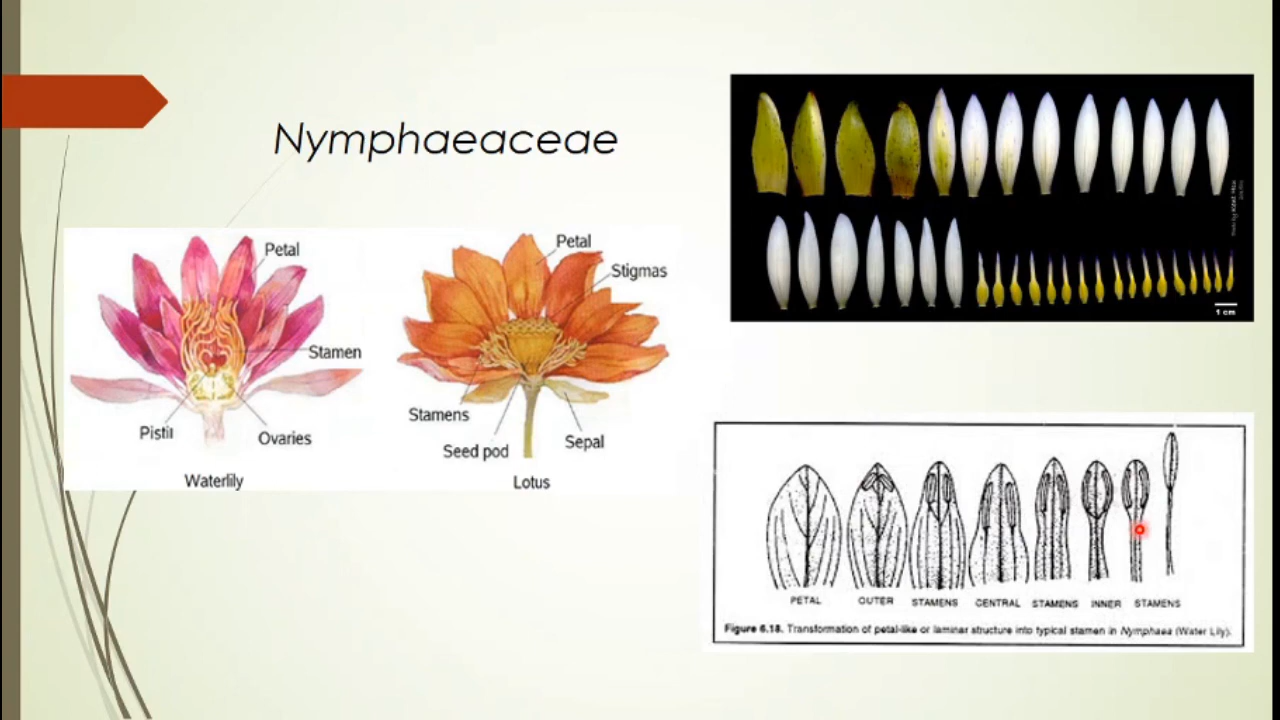 Nymphaeaceae
Petal
Stamen
Pistil
Ovaries
Waterlily
Petal
Stigmas
Stamens
Seed pod
Sepal
Lotus
1 cm
PETAL OUTER STAMENS CENTRAL STAMENS INNER STAMENS
Figure 6.18. Transformation of petal-like or laminar structure into typical stamen in Nymphaea (Water Lily).